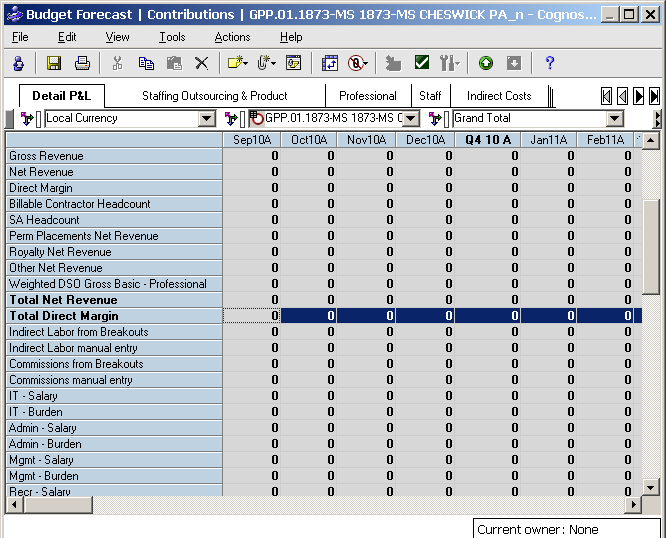 Budget Forecast | Contributions | GPP.01.1873-MS 1873-MS CHESWICK PA_n - Cognos...
File Edit View Tools Actions Help
Detail P&L Staffing Outsourcing & Product Professional Staff Indirect Costs
Local Currency GPP.01.1873-MS 1873-MS C Grand Total
Sep10A Oct10A Nov10A Dec10A Q4 10 A Jan11A Feb11A
Gross Revenue 0 0 0 0 0 0 0
Net Revenue 0 0 0 0 0 0 0
Direct Margin 0 0 0 0 0 0 0
Billable Contractor Headcount 0 0 0 0 0 0 0
SA Headcount 0 0 0 0 0 0 0
Perm Placements Net Revenue 0 0 0 0 0 0 0
Royalty Net Revenue 0 0 0 0 0 0 0
Other Net Revenue 0 0 0 0 0 0 0
Weighted DSO Gross Basic - Professional 0 0 0 0 0 0 0
Total Net Revenue 0 0 0 0 0 0 0
Total Direct Margin 0 0 0 0 0 0 0
Indirect Labor from Breakouts 0 0 0 0 0 0 0
Indirect Labor manual entry 0 0 0 0 0 0 0
Commissions from Breakouts 0 0 0 0 0 0 0
Commissions manual entry 0 0 0 0 0 0 0
IT - Salary 0 0 0 0 0 0 0
IT - Burden 0 0 0 0 0 0 0
Admin - Salary 0 0 0 0 0 0 0
Admin - Burden 0 0 0 0 0 0 0
Mgmt - Salary 0 0 0 0 0 0 0
Mgmt - Burden 0 0 0 0 0 0 0
Recr - Salary 0 0 0 0 0 0 0
Current owner: None